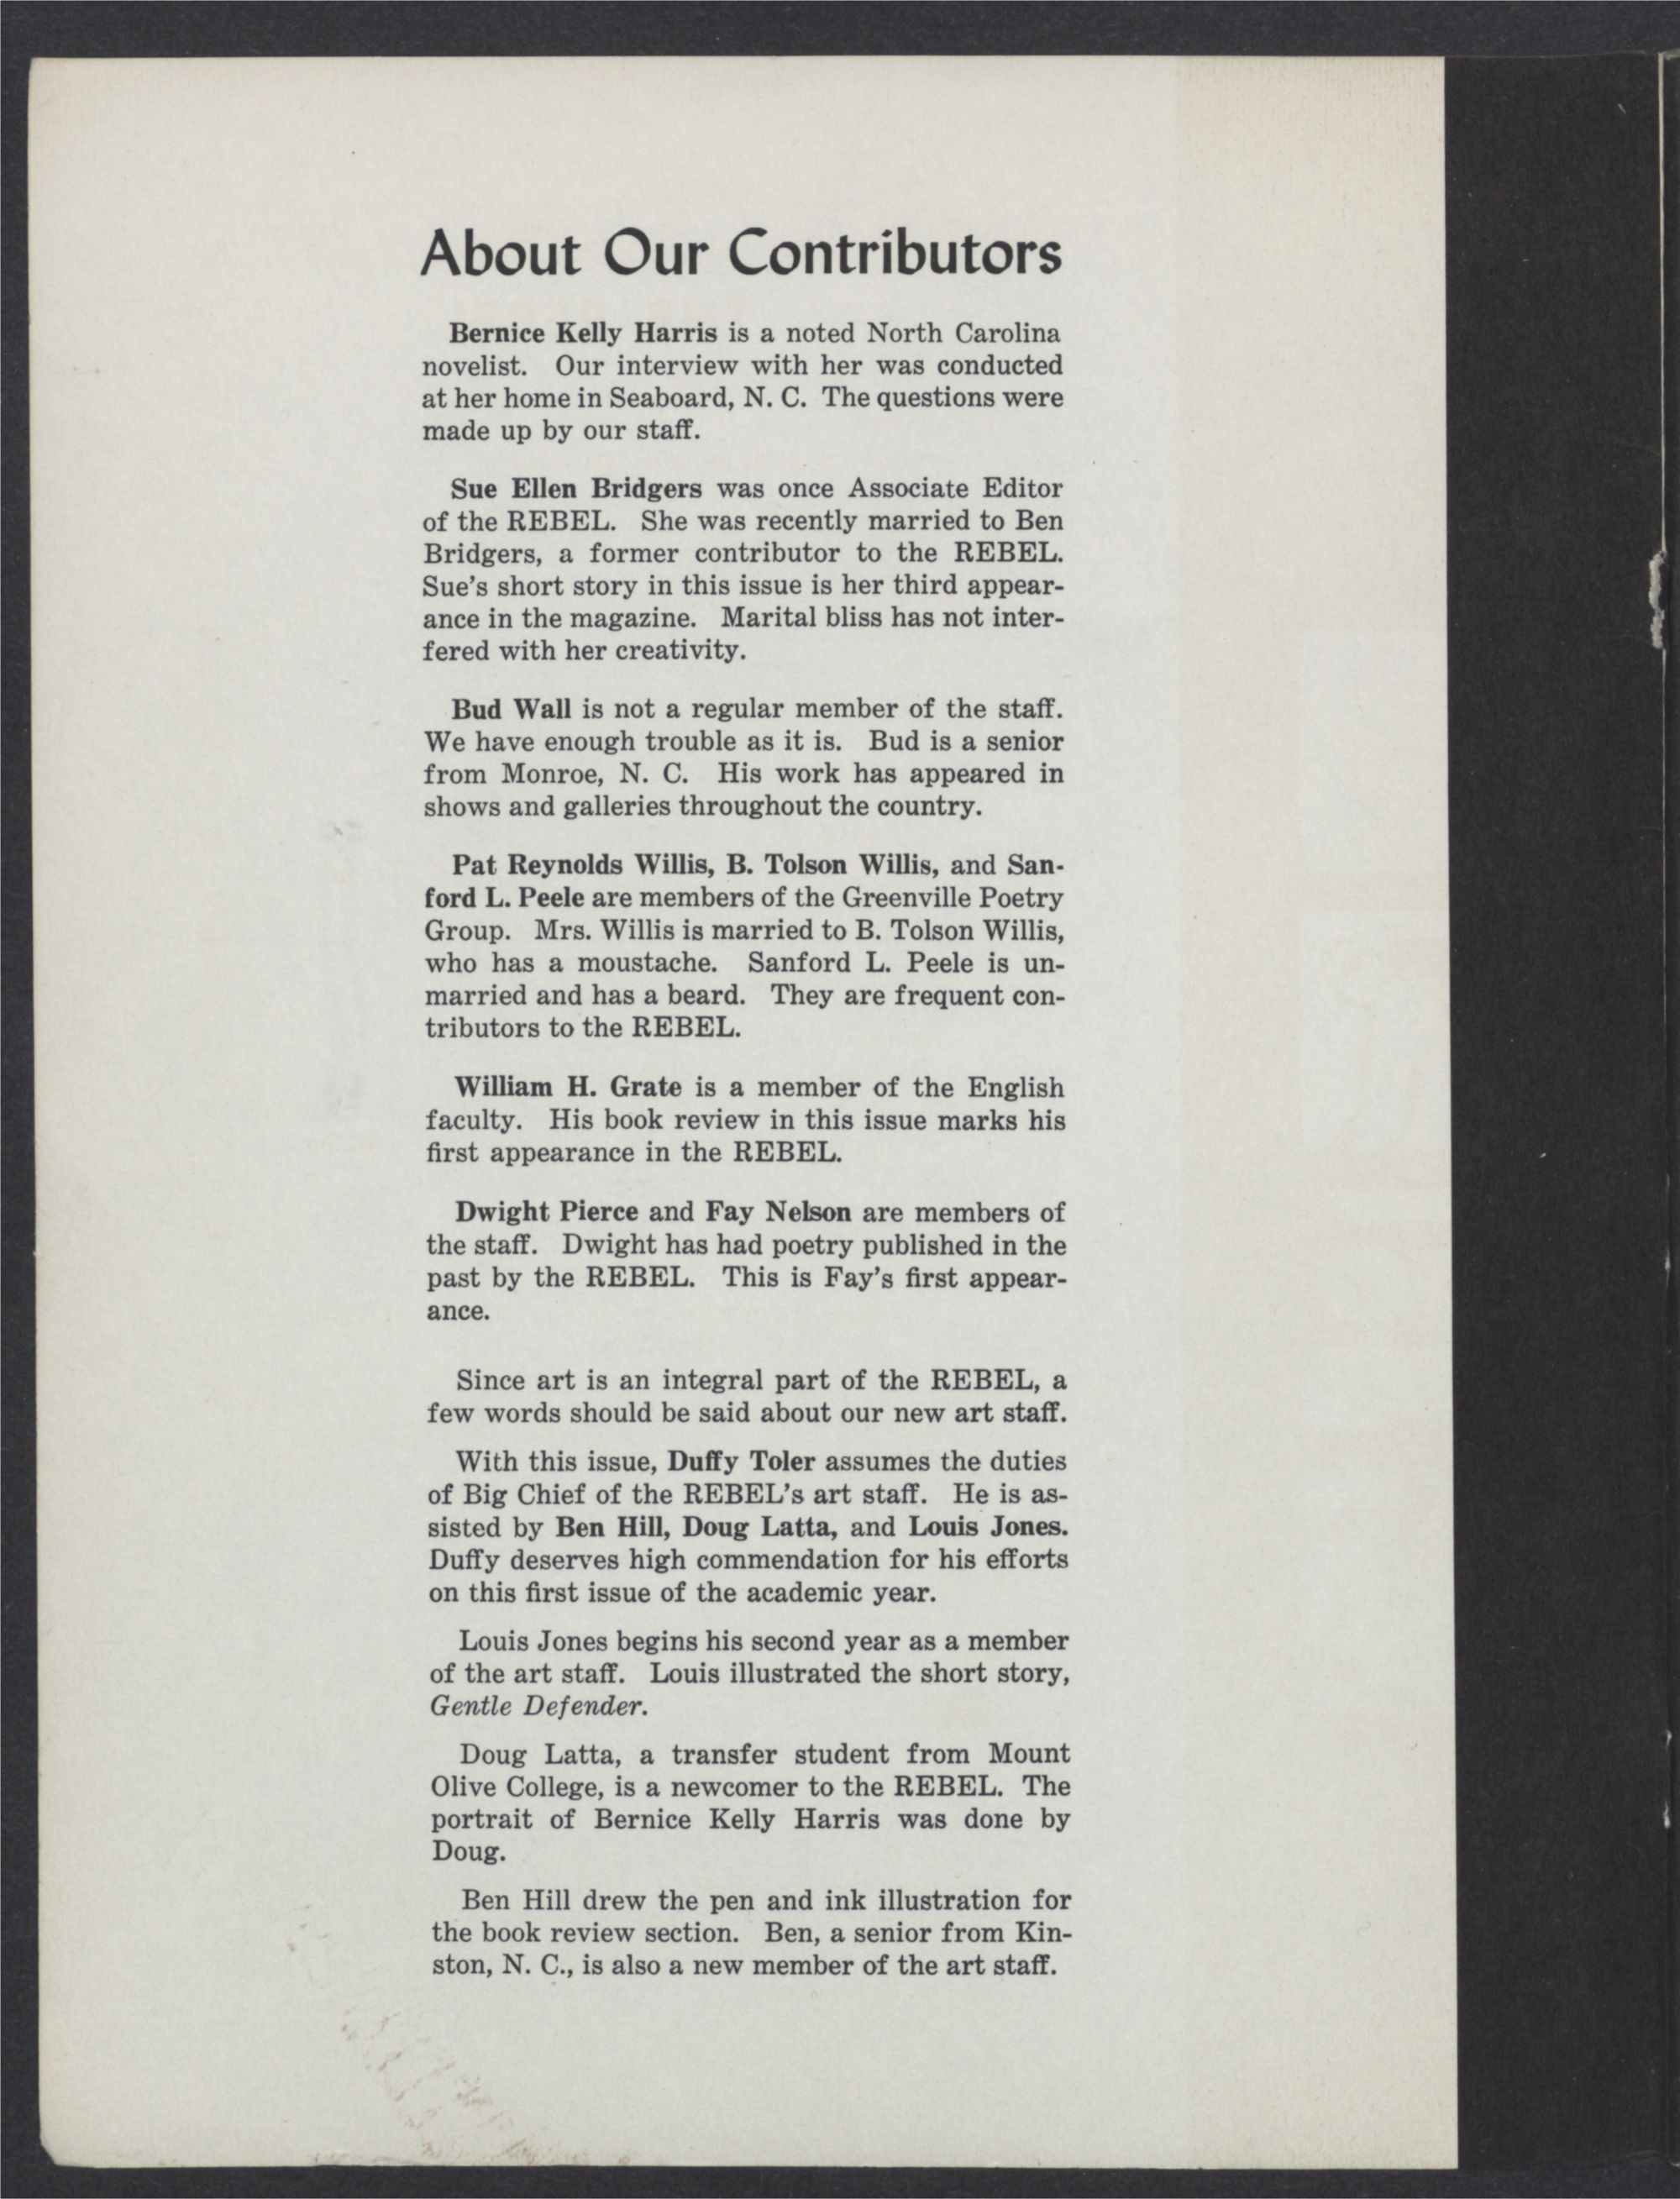 About Our Contributors
Bernice Kelly Harris is a noted North Carolina
novelist. Our interview with her was conducted
at her home in Seaboard, N. C. The questions were
made up by our staff.
Sue Ellen Bridgers was once Associate Editor
of the REBEL. She was recently married to Ben
Bridgers, a former contributor to the REBEL.
Sue's short story in this issue is her third appear-
ance in the magazine. Marital bliss has not inter-
fered with her creativity.
Bud Wall is not a regular member of the staff.
We have enough trouble as it is. Bud is a senior
from Monroe, N. C. His work has appeared in
shows and galleries throughout the country.
Pat Reynolds Willis, B. Tolson Willis, and San-
ford L. Peele are members of the Greenville Poetry
Group. Mrs. Willis is married to B. Tolson Willis,
who has a moustache. Sanford L. Peele is un-
married and has a beard. They are frequent con-
tributors to the REBEL.
William H. Grate is a member of the English
faculty. His book review in this issue marks his
first appearance in the REBEL.
Dwight Pierce and Fay Nelson are members of
the staff. Dwight has had poetry published in the
past by the REBEL. This is Fay's first appear-
ance.
Since art is an integral part of the REBEL, a
few words should be said about our new art staff.
With this issue, Duffy Toler assumes the duties
of Big Chief of the REBEL's art staff. He is as-
sisted by Ben Hill, Doug Latta, and Louis Jones.
Duffy deserves high commendation for his efforts
on this first issue of the academic year.
Louis Jones begins his second year as a member
of the art staff. Louis illustrated the short story,
Gentle Defender.
Doug Latta, a transfer student from Mount
Olive College, is a newcomer to the REBEL. The
portrait of Bernice Kelly Harris was done by
Doug.
Ben Hill drew the pen and ink illustration for
the book review section. Ben, a senior from Kin-
ston, N. C., is also a new member of the art staff.